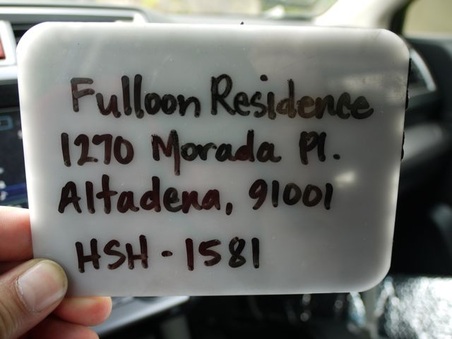 Fulloon Residence
1270 Morada Pl.
Altadena, 91001
HSH-1581